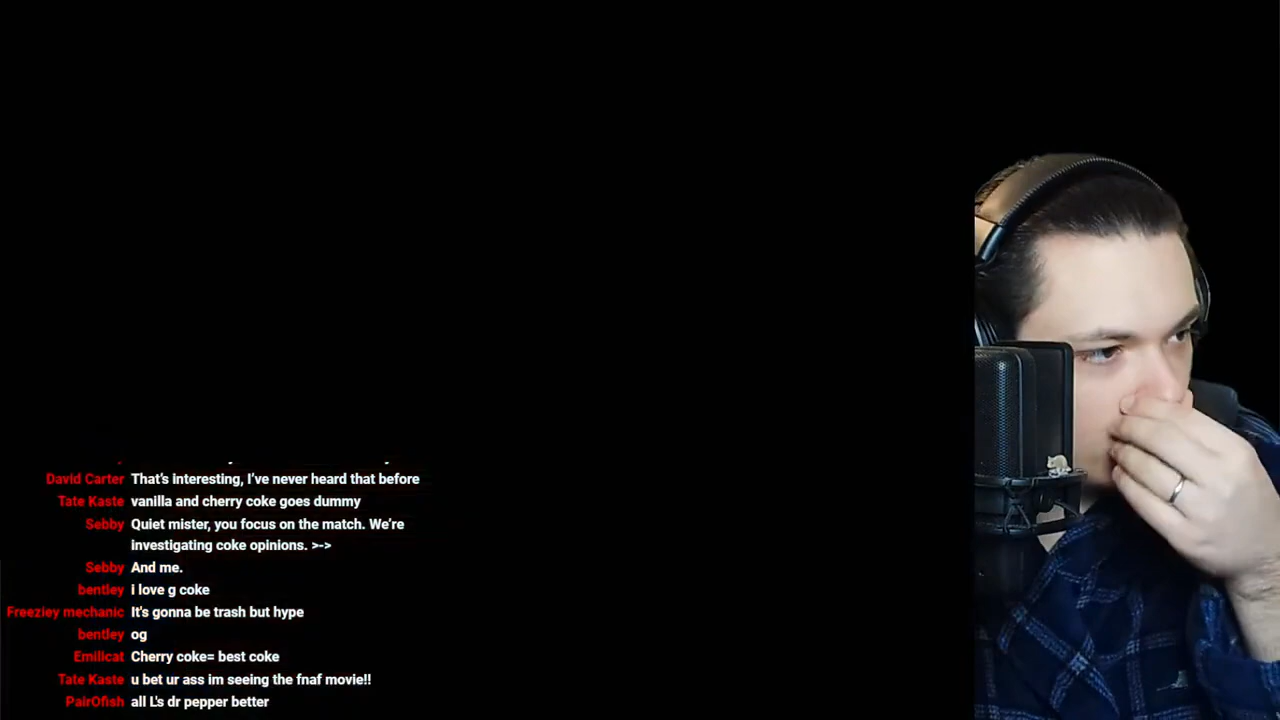 David Carter That's interesting, I've never heard that before
Tate Kaste vanilla and cherry coke goes dummy
Sebby Quiet mister, you focus on the match. We're
investigating coke opinions. >->
Sebby And me.
bentley i love g coke
Freezley mechanic It's gonna be trash but hype
bentley og
Emilicat Cherry coke= best coke
Tate Kaste u bet ur ass im seeing the fnaf movie!!
PairOfish all L's dr pepper better